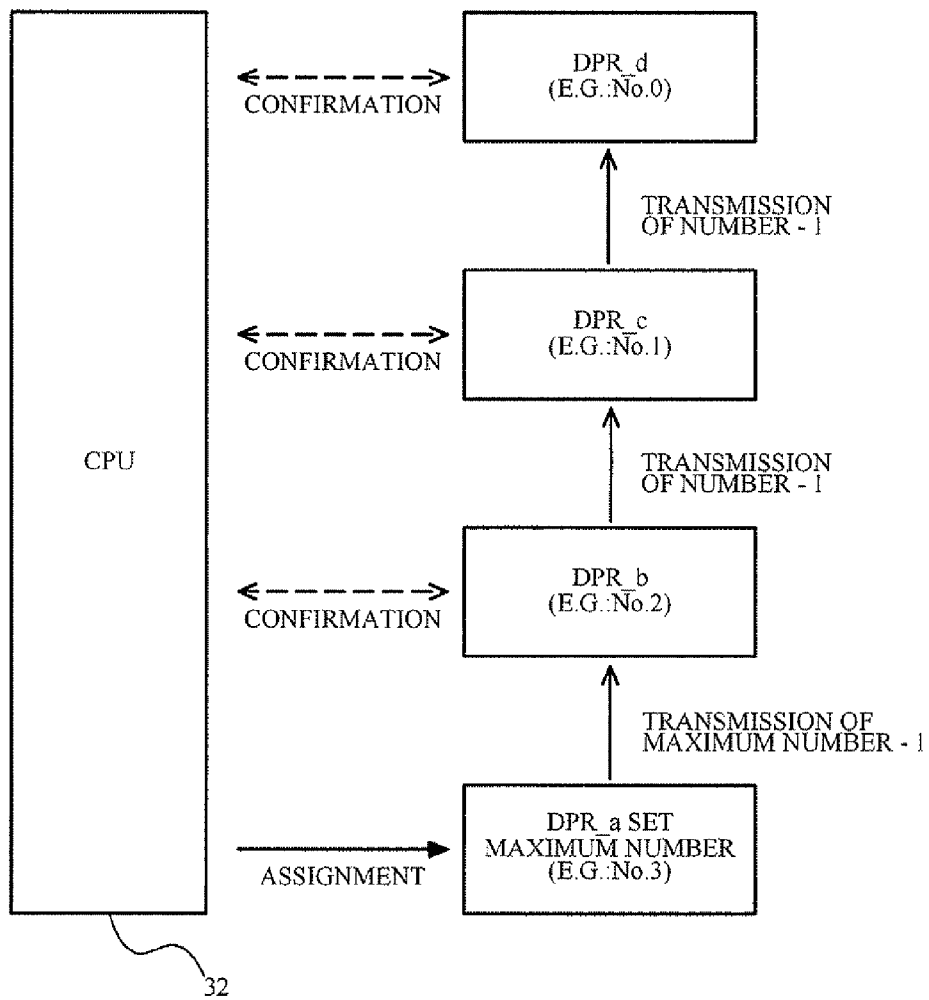 DPR_d
(E.G.:No.0)
CONFIRMATION
TRANSMISSION
OF NUMBER - 1
DPR_c
(E.G.:No.1)
CONFIRMATION
CPU
TRANSMISSION
OF NUMBER - 1
DPR_b
(E.G.:No.2)
CONFIRMATION
TRANSMISSION OF
MAXIMUM NUMBER - 1
DPR_a SET
MAXIMUM NUMBER
(E.G.:No.3)
ASSIGNMENT
32